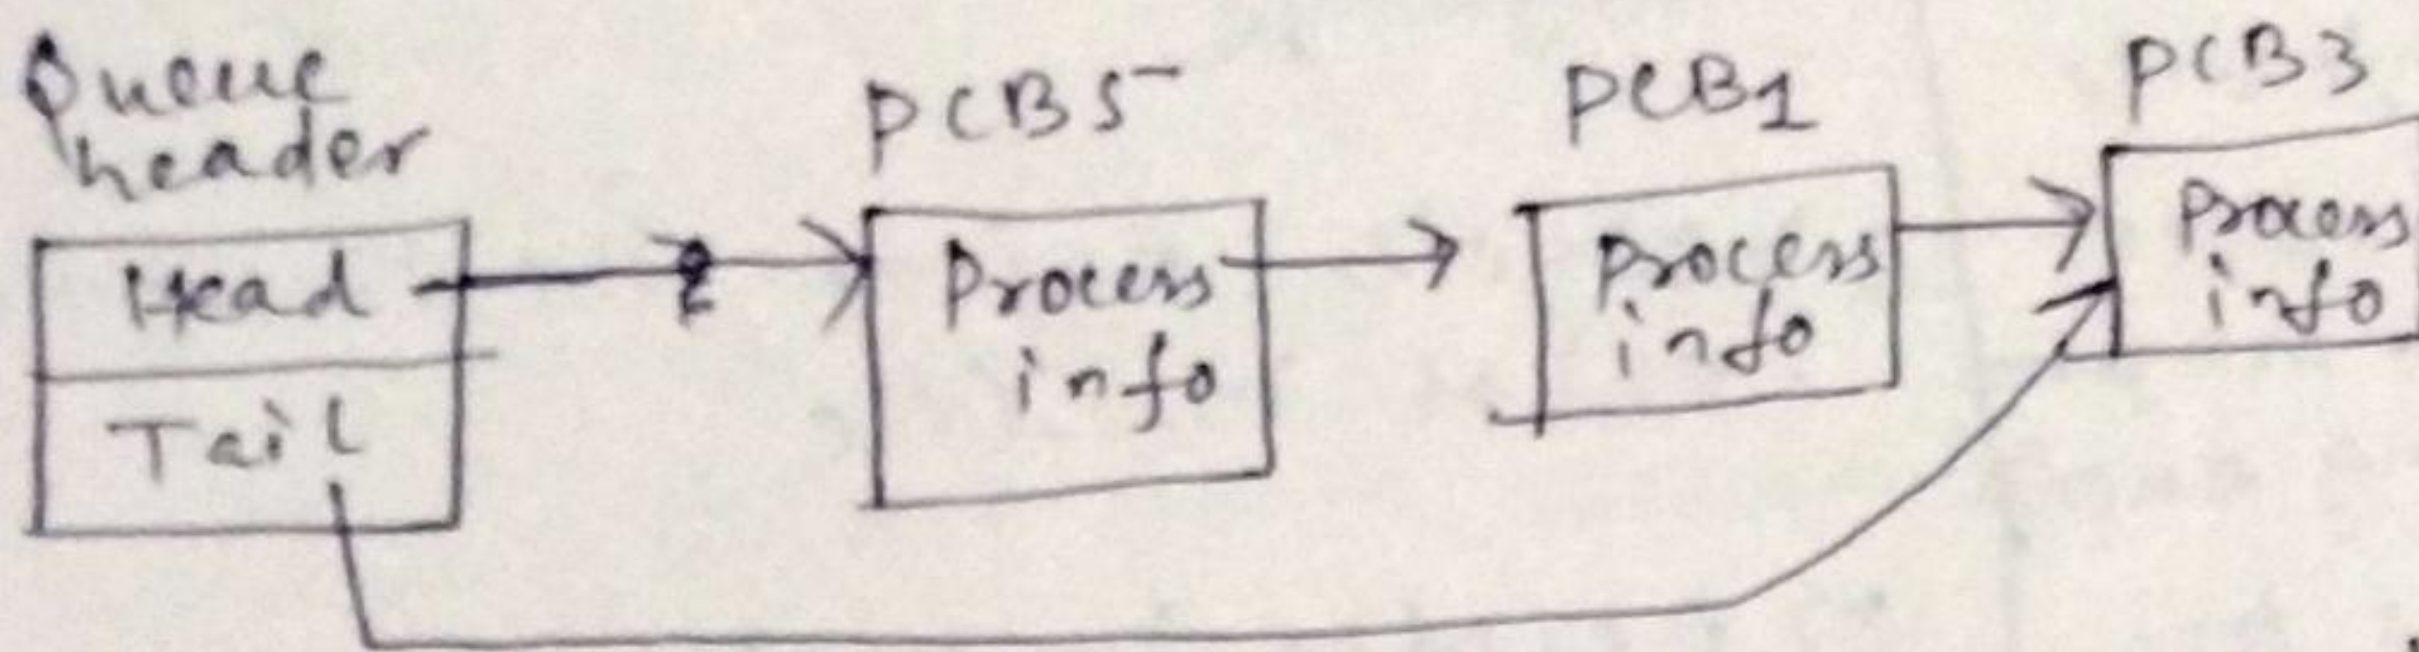 Queue
header
Head
Tail
PCB5
Process
info
PCB1
Process
info
PCB3
Process
info